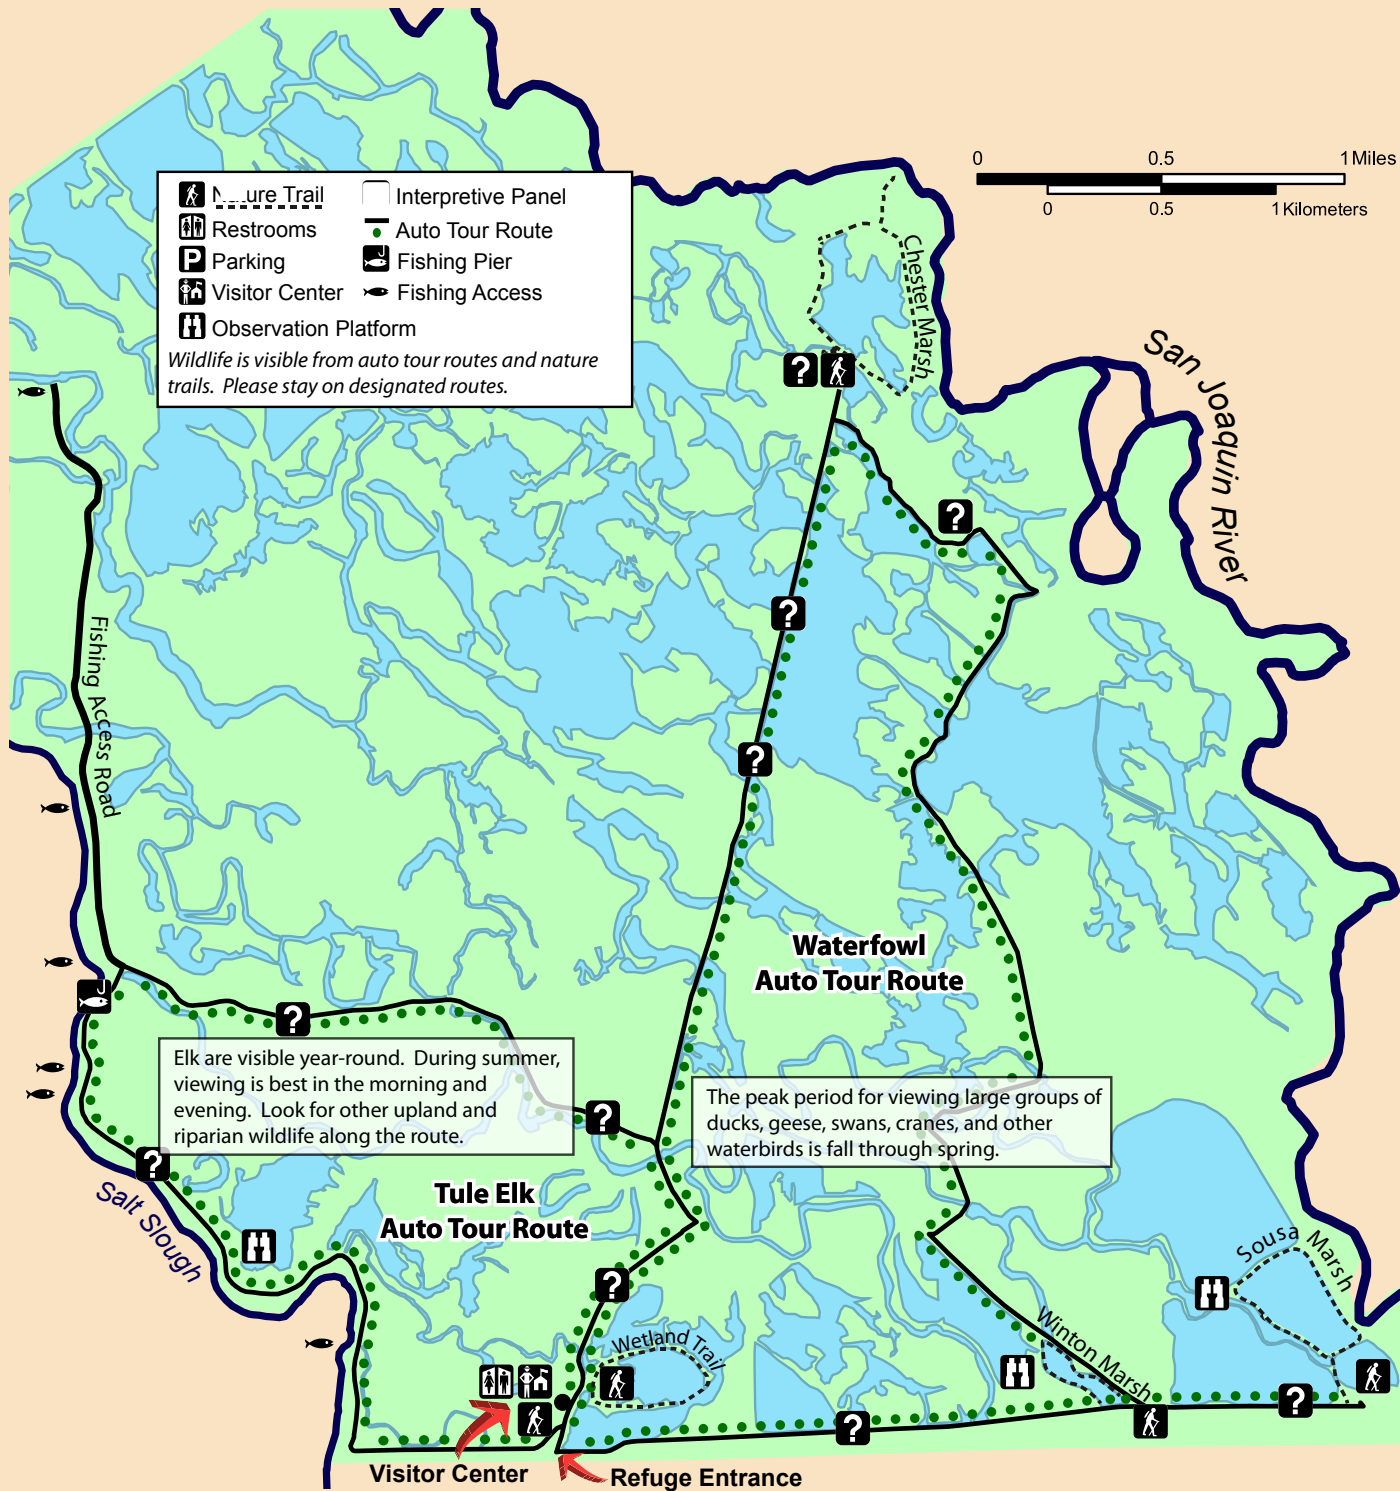 Nature Trail
Interpretive Panel
Restrooms
Auto Tour Route
P Parking
Fishing Pier
Visitor Center
Fishing Access
Observation Platform
Wildlife is visible from auto tour routes and nature
trails. Please stay on designated routes.
0 0.5 1 Miles
0 0.5 1 Kilometers
Chester Marsh
San Joaquin River
?
?
?
?
Fishing Access Road
Waterfowl
Auto Tour Route
?
Elk are visible year-round. During summer,
viewing is best in the morning and
evening. Look for other upland and
riparian wildlife along the route.
?
The peak period for viewing large groups of
ducks, geese, swans, cranes, and other
waterbirds is fall through spring.
?
Salt Slough
Tule Elk
Auto Tour Route
?
Sousa Marsh
Wetland Trail
Winton Marsh
?
?
Visitor Center
Refuge Entrance